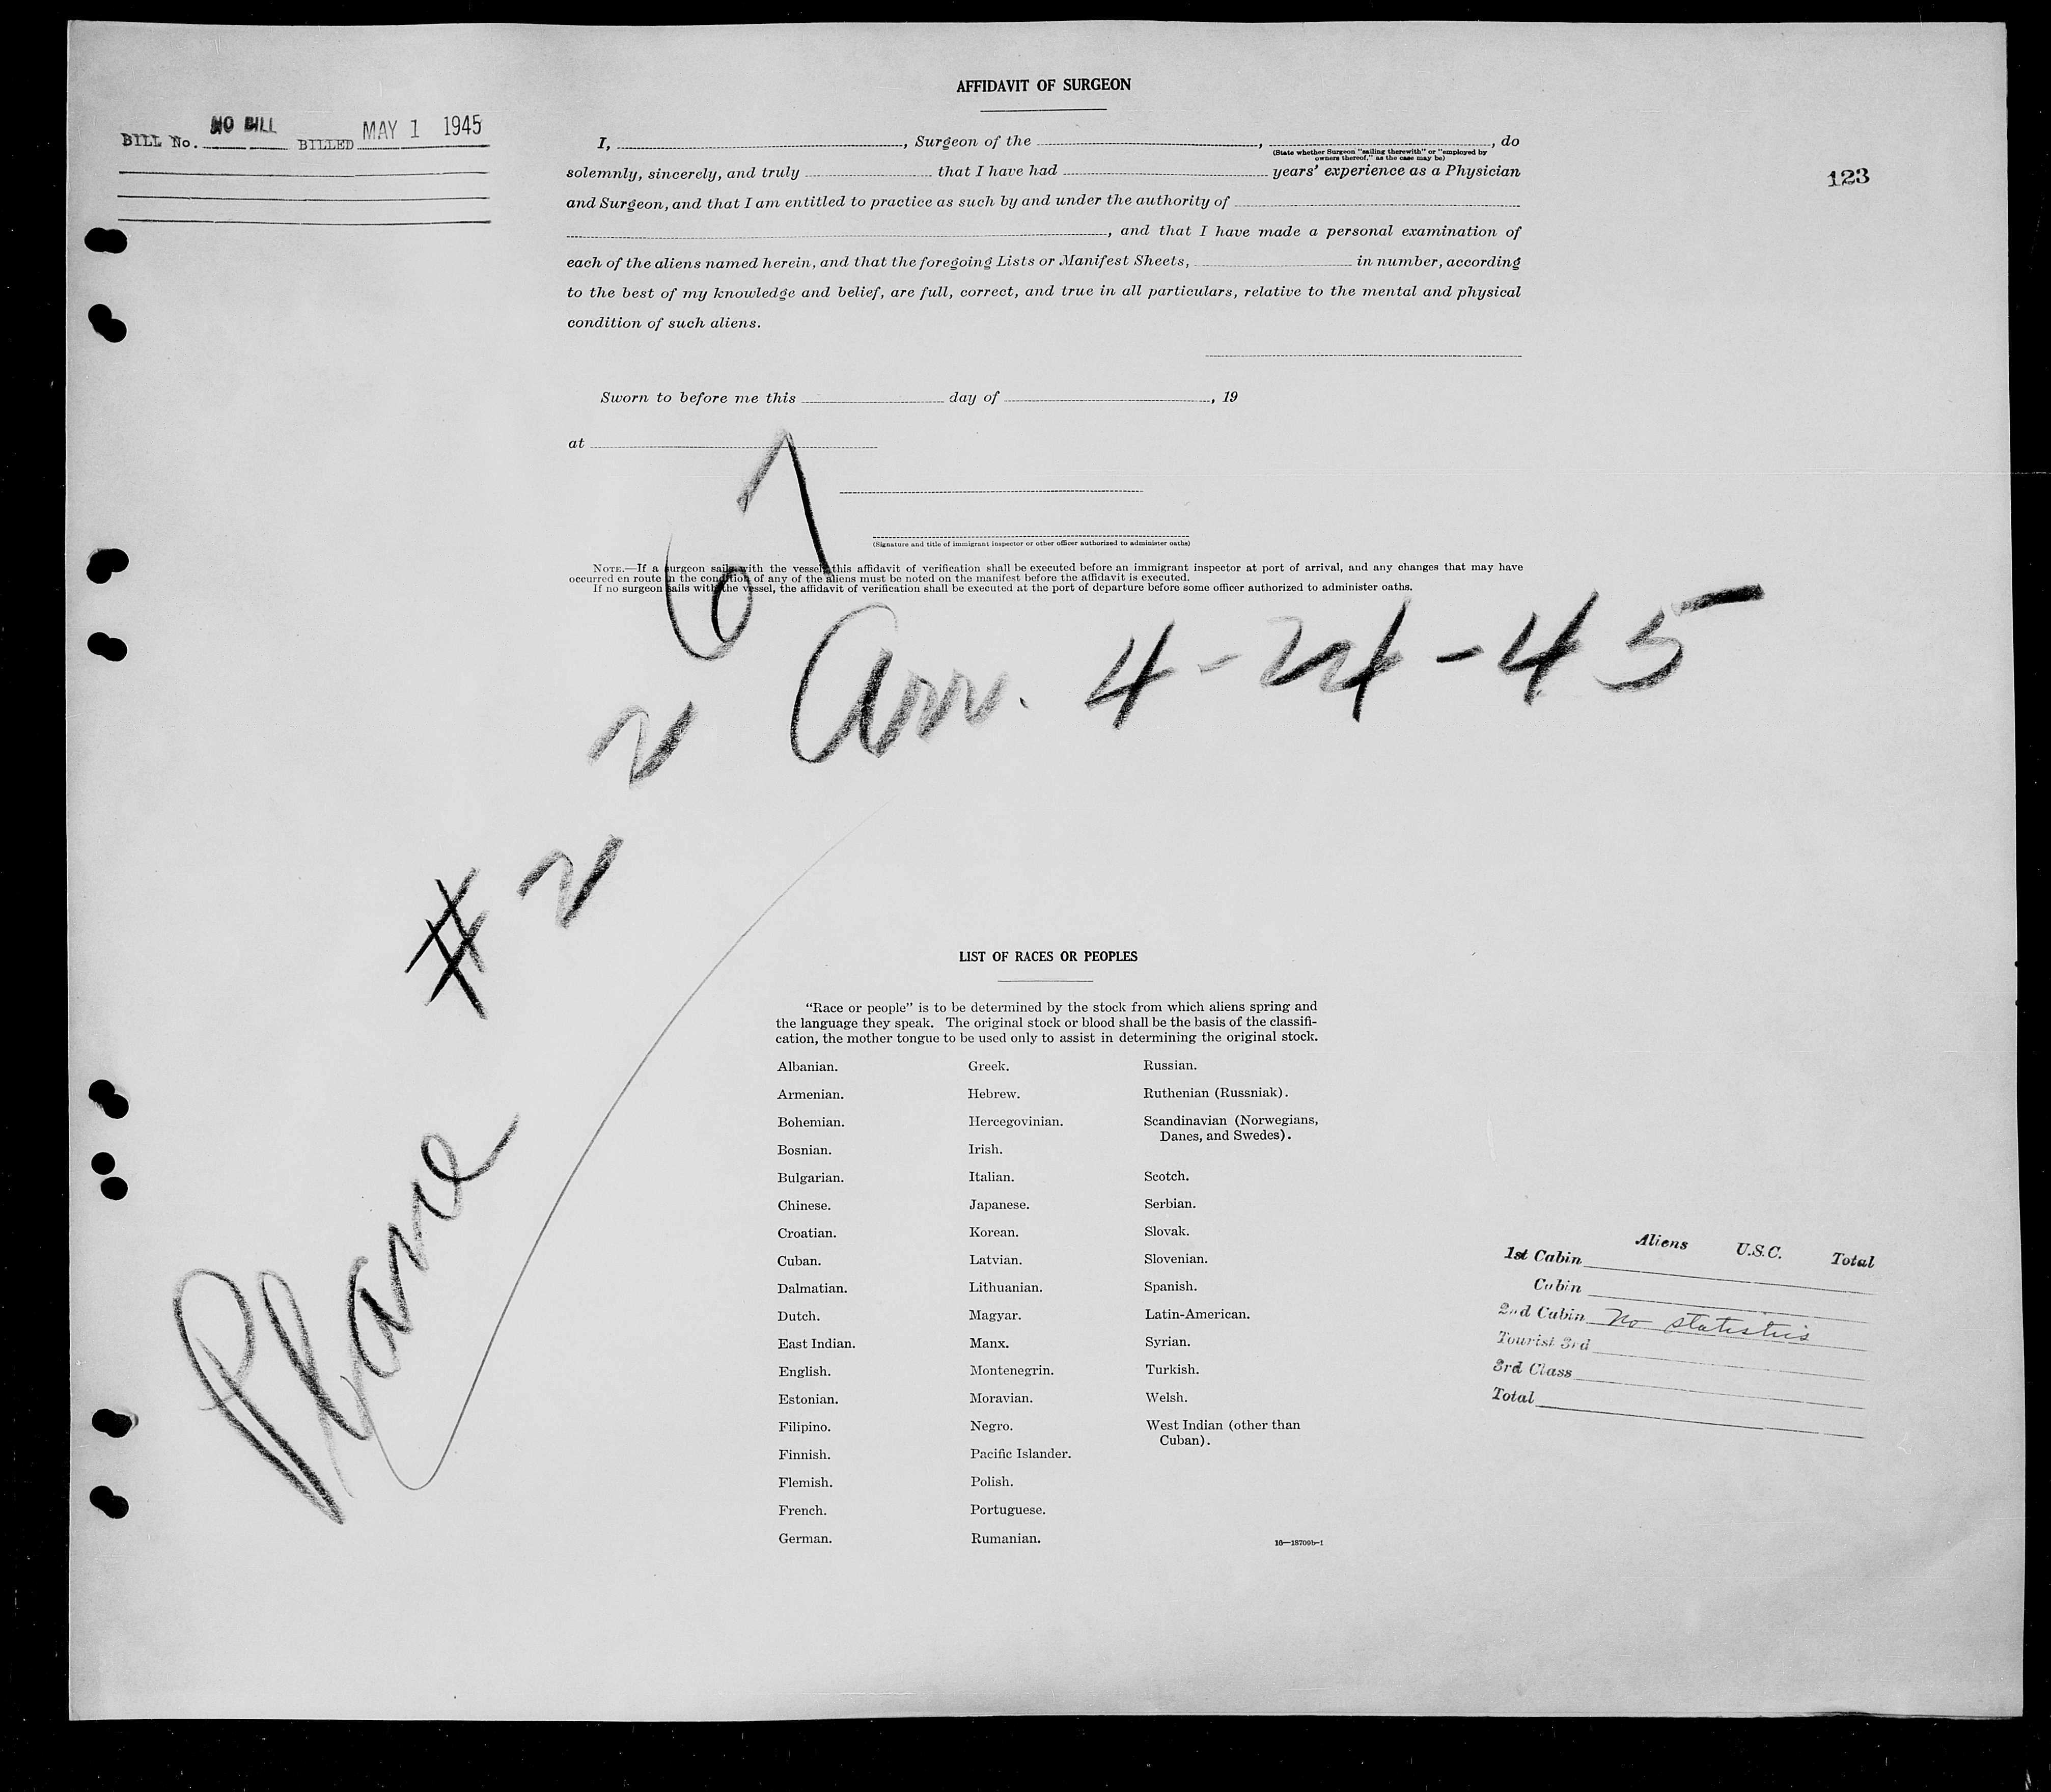 AFFIDAVIT OF SURGEON
BILL No. NO BILL BILLED MAY 1 1945
123
I, , Surgeon of the , , do
(State whether Surgeon "sailing therewith" or "employed by
owners thereof," as the case may be)
solemnly, sincerely, and truly that I have had years' experience as a Physician
and Surgeon, and that I am entitled to practice as such by and under the authority of
, and that I have made a personal examination of
each of the aliens named herein, and that the foregoing Lists or Manifest Sheets, in number, according
to the best of my knowledge and belief, are full, correct, and true in all particulars, relative to the mental and physical
condition of such aliens.
Sworn to before me this day of , 19
at
(Signature and title of immigrant inspector or other officer authorized to administer oaths)
NOTE.—If a surgeon sails with the vessel, this affidavit of verification shall be executed before an immigrant inspector at port of arrival, and any changes that may have
occurred en route in the condition of any of the aliens must be noted on the manifest before the affidavit is executed.
If no surgeon sails with the vessel, the affidavit of verification shall be executed at the port of departure before some officer authorized to administer oaths.
Plane # 2267
Arr. 4-24-45
LIST OF RACES OR PEOPLES
"Race or people" is to be determined by the stock from which aliens spring and
the language they speak. The original stock or blood shall be the basis of the classifi-
cation, the mother tongue to be used only to assist in determining the original stock.
Albanian.
Armenian.
Bohemian.
Bosnian.
Bulgarian.
Chinese.
Croatian.
Cuban.
Dalmatian.
Dutch.
East Indian.
English.
Estonian.
Filipino.
Finnish.
Flemish.
French.
German.
Greek.
Hebrew.
Hercegovinian.
Irish.
Italian.
Japanese.
Korean.
Latvian.
Lithuanian.
Magyar.
Manx.
Montenegrin.
Moravian.
Negro.
Pacific Islander.
Polish.
Portuguese.
Rumanian.
Russian.
Ruthenian (Russniak).
Scandinavian (Norwegians,
Danes, and Swedes).
Scotch.
Serbian.
Slovak.
Slovenian.
Spanish.
Latin-American.
Syrian.
Turkish.
Welsh.
West Indian (other than
Cuban).
16—18709b-1
Aliens U.S.C. Total
1st Cabin
Cabin
2nd Cabin No statistics
Tourist 3rd
3rd Class
Total